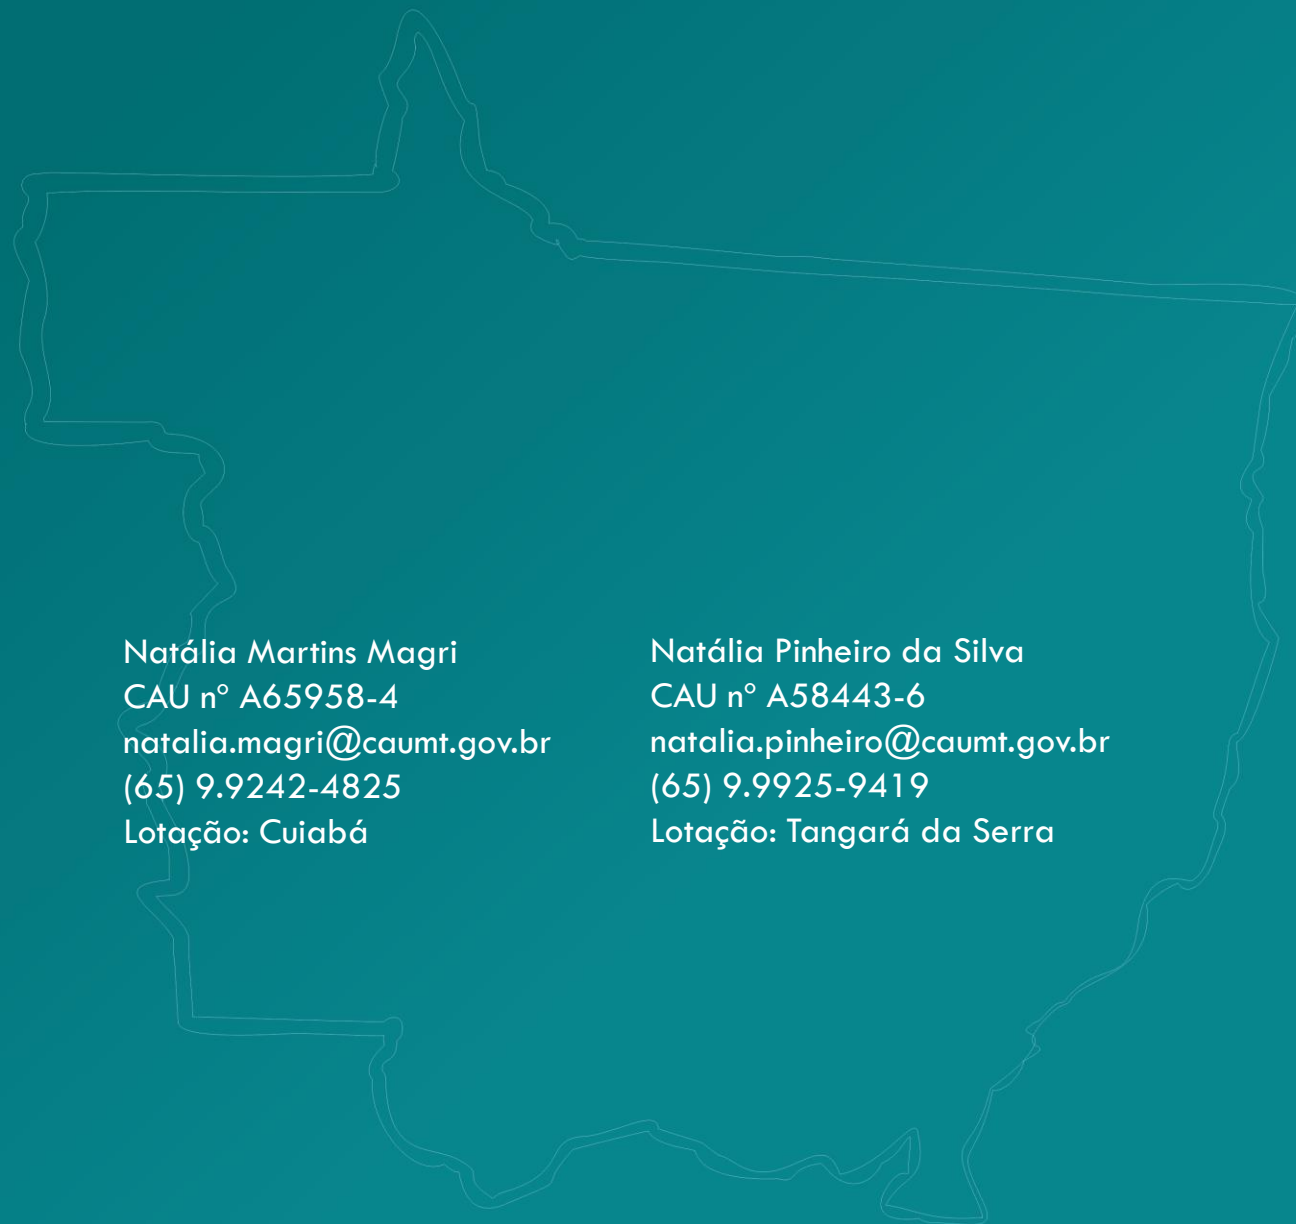 Natália Martins Magri
CAU nº A65958-4
natalia.magri@caumt.gov.br
(65) 9.9242-4825
Lotação: Cuiabá
Natália Pinheiro da Silva
CAU nº A58443-6
natalia.pinheiro@caumt.gov.br
(65) 9.9925-9419
Lotação: Tangará da Serra